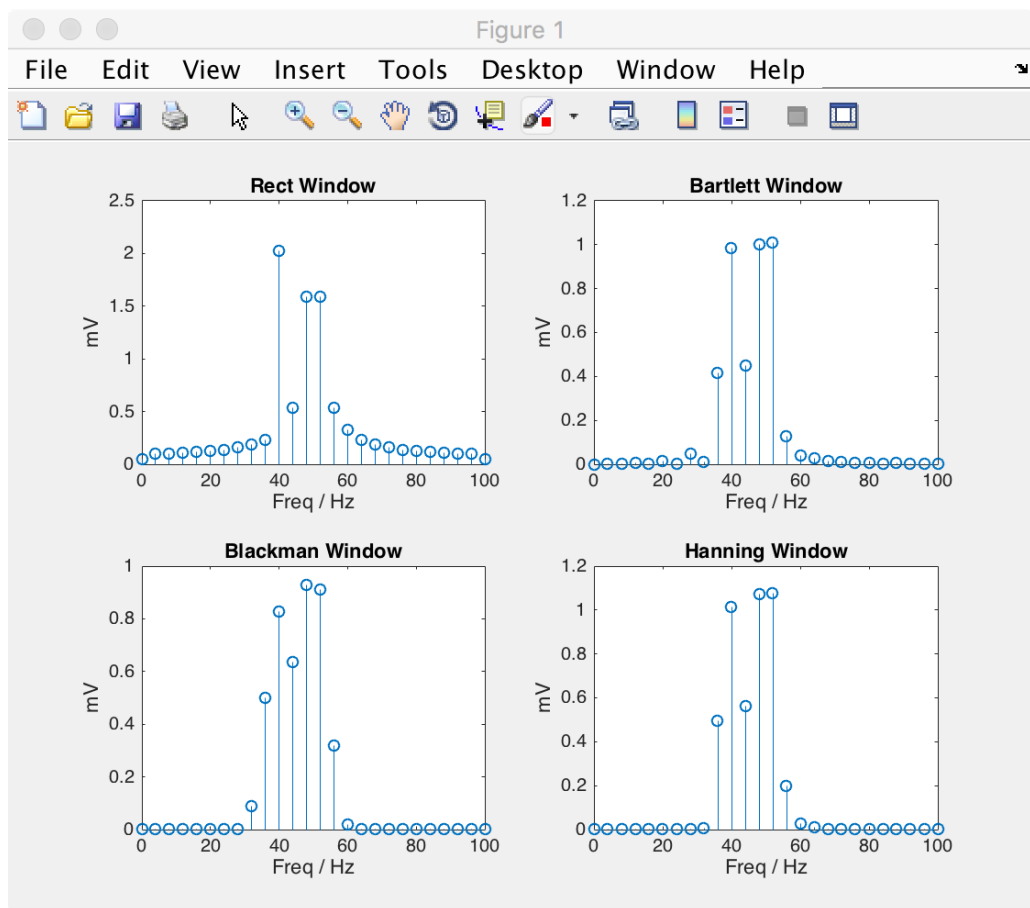 Figure 1
File Edit View Insert Tools Desktop Window Help
Rect Window
2.5
2
1.5
1
0.5
0
mV
0 20 40 60 80 100
Freq / Hz
Bartlett Window
1.2
1
0.8
0.6
0.4
0.2
0
mV
0 20 40 60 80 100
Freq / Hz
Blackman Window
1
0.8
0.6
0.4
0.2
0
mV
0 20 40 60 80 100
Freq / Hz
Hanning Window
1.2
1
0.8
0.6
0.4
0.2
0
mV
0 20 40 60 80 100
Freq / Hz